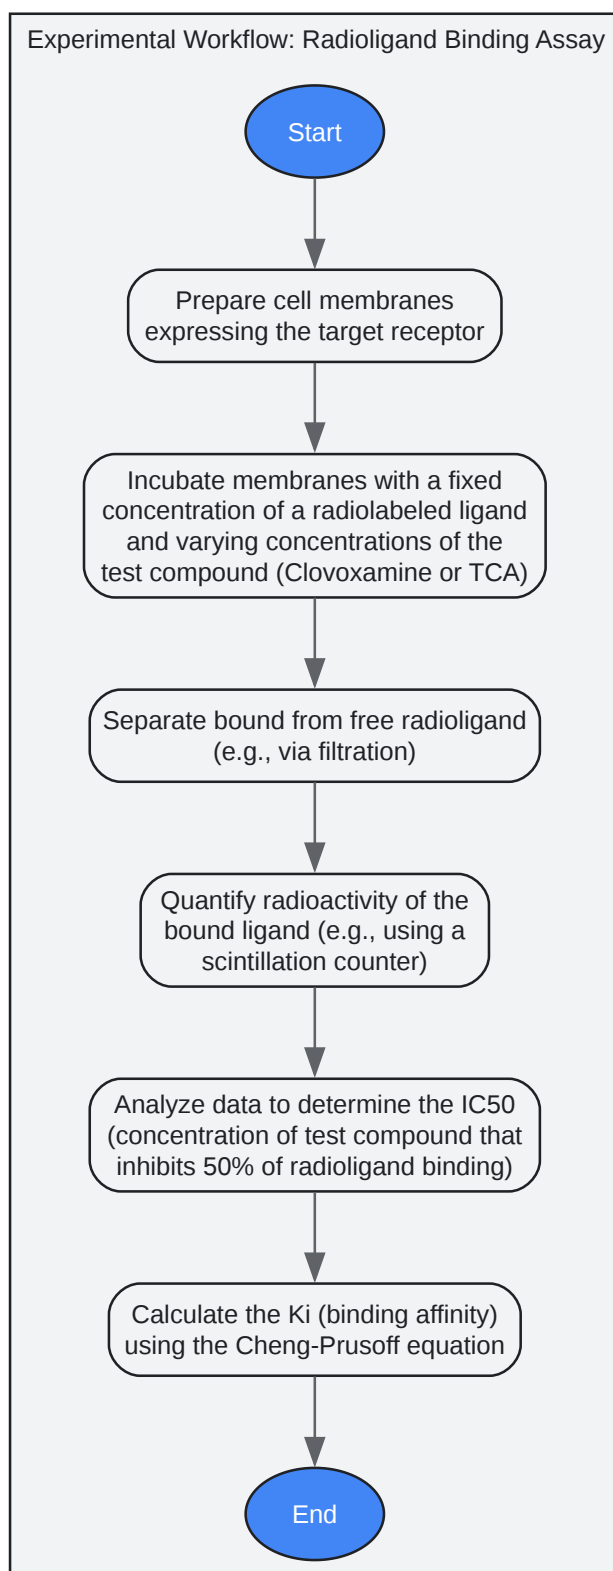 Experimental Workflow: Radioligand Binding Assay
Start
Prepare cell membranes
expressing the target receptor
Incubate membranes with a fixed
concentration of a radiolabeled ligand
and varying concentrations of the
test compound (Clovoxamine or TCA)
Separate bound from free radioligand
(e.g., via filtration)
Quantify radioactivity of the
bound ligand (e.g., using a
scintillation counter)
Analyze data to determine the IC50
(concentration of test compound that
inhibits 50% of radioligand binding)
Calculate the Ki (binding affinity)
using the Cheng-Prusoff equation
End